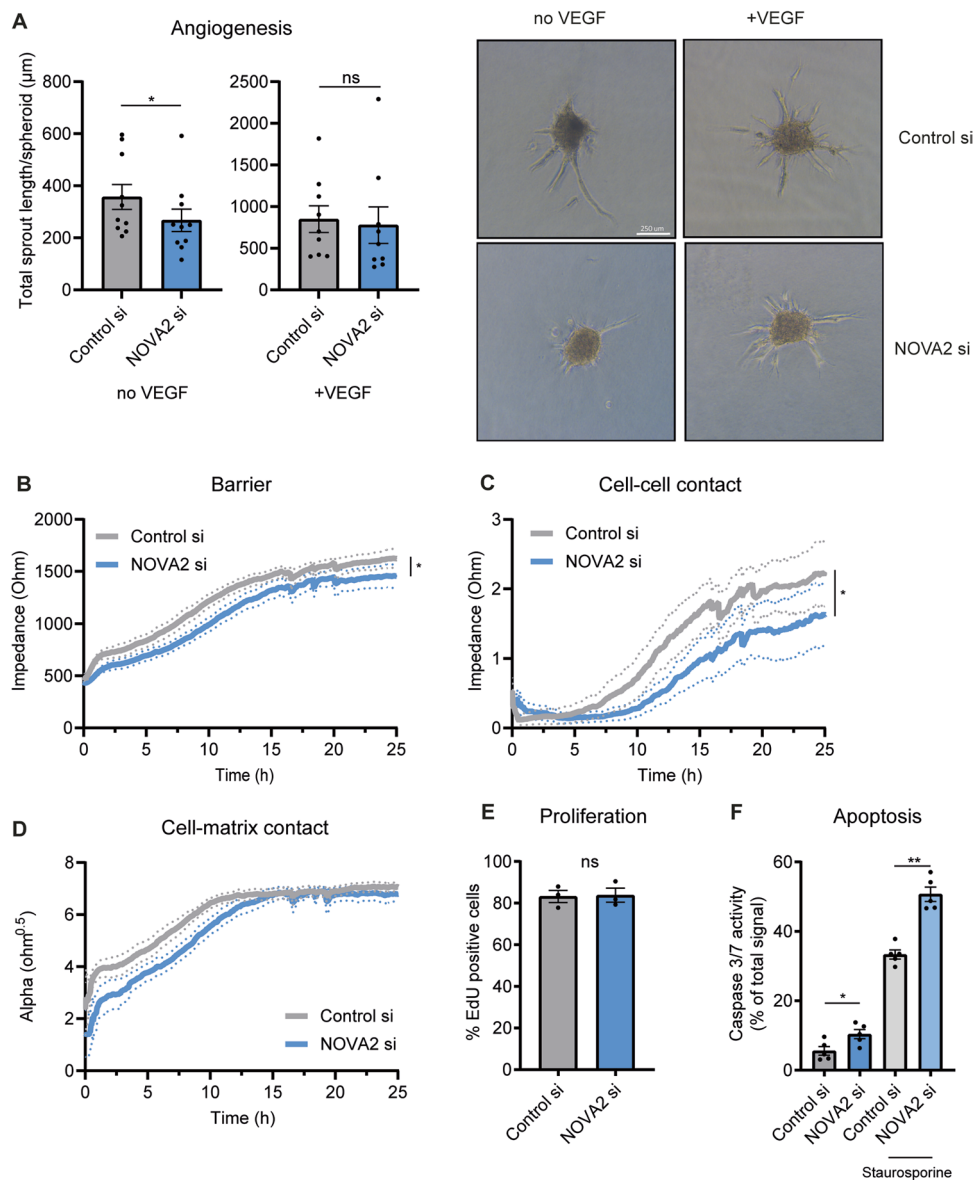 A
Angiogenesis
Total sprout length/spheroid (µm)
800
600
400
200
0
*
Control si
NOVA2 si
no VEGF
2500
2000
1500
1000
500
0
ns
Control si
NOVA2 si
+VEGF
no VEGF
+VEGF
Control si
250 um
NOVA2 si
B
Barrier
Impedance (Ohm)
2000
1500
1000
500
0
Control si
NOVA2 si
*
0 5 10 15 20 25
Time (h)
C
Cell-cell contact
Impedance (Ohm)
3
2
1
0
Control si
NOVA2 si
*
0 5 10 15 20 25
Time (h)
D
Cell-matrix contact
Alpha (ohm0.5)
8
6
4
2
0
Control si
NOVA2 si
0 5 10 15 20 25
Time (h)
E
Proliferation
% EdU positive cells
100
80
60
40
20
0
ns
Control si
NOVA2 si
F
Apoptosis
Caspase 3/7 activity
(% of total signal)
60
40
20
0
*
**
Control si
NOVA2 si
Control si
NOVA2 si
Staurosporine